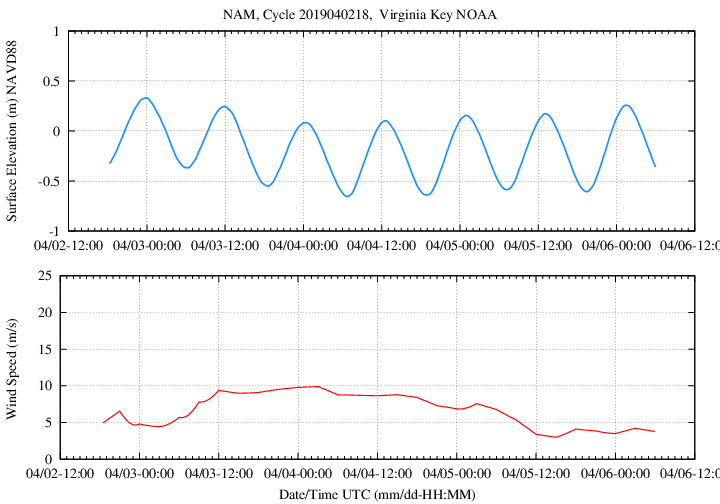 NAM, Cycle 2019040218,  Virginia Key NOAA
Surface Elevation (m) NAVD88
1
0.5
0
-0.5
-1
04/02-12:00 04/03-00:00 04/03-12:00 04/04-00:00 04/04-12:00 04/05-00:00 04/05-12:00 04/06-00:00 04/06-12:0
Wind Speed (m/s)
25
20
15
10
5
0
04/02-12:00 04/03-00:00 04/03-12:00 04/04-00:00 04/04-12:00 04/05-00:00 04/05-12:00 04/06-00:00 04/06-12:0
Date/Time UTC (mm/dd-HH:MM)